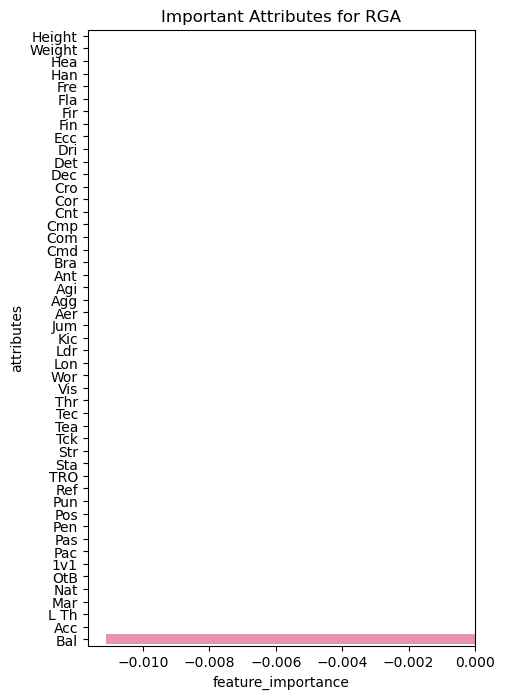 Important Attributes for RGA
Height
Weight
Hea
Han
Fre
Fla
Fir
Fin
Ecc
Dri
Det
Dec
Cro
Cor
Cnt
Cmp
Com
Cmd
Bra
Ant
Agi
Agg
Aer
Jum
Kic
Ldr
Lon
Wor
Vis
Thr
Tec
Tea
Tck
Str
Sta
TRO
Ref
Pun
Pos
Pen
Pas
Pac
1v1
OtB
Nat
Mar
L Th
Acc
Bal
attributes
−0.010 −0.008 −0.006 −0.004 −0.002 0.000
feature_importance